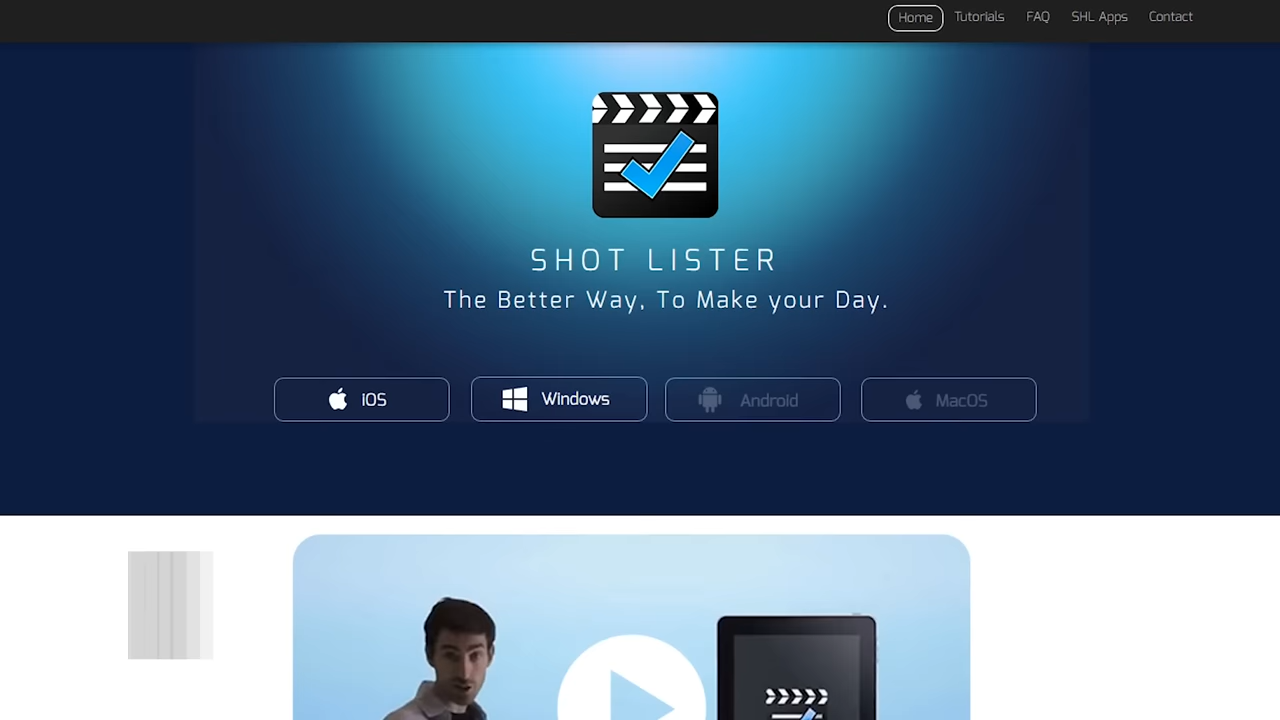 Home Tutorials FAQ SHL Apps Contact
SHOT LISTER
The Better Way, To Make your Day.
IOS Windows Android MacOS